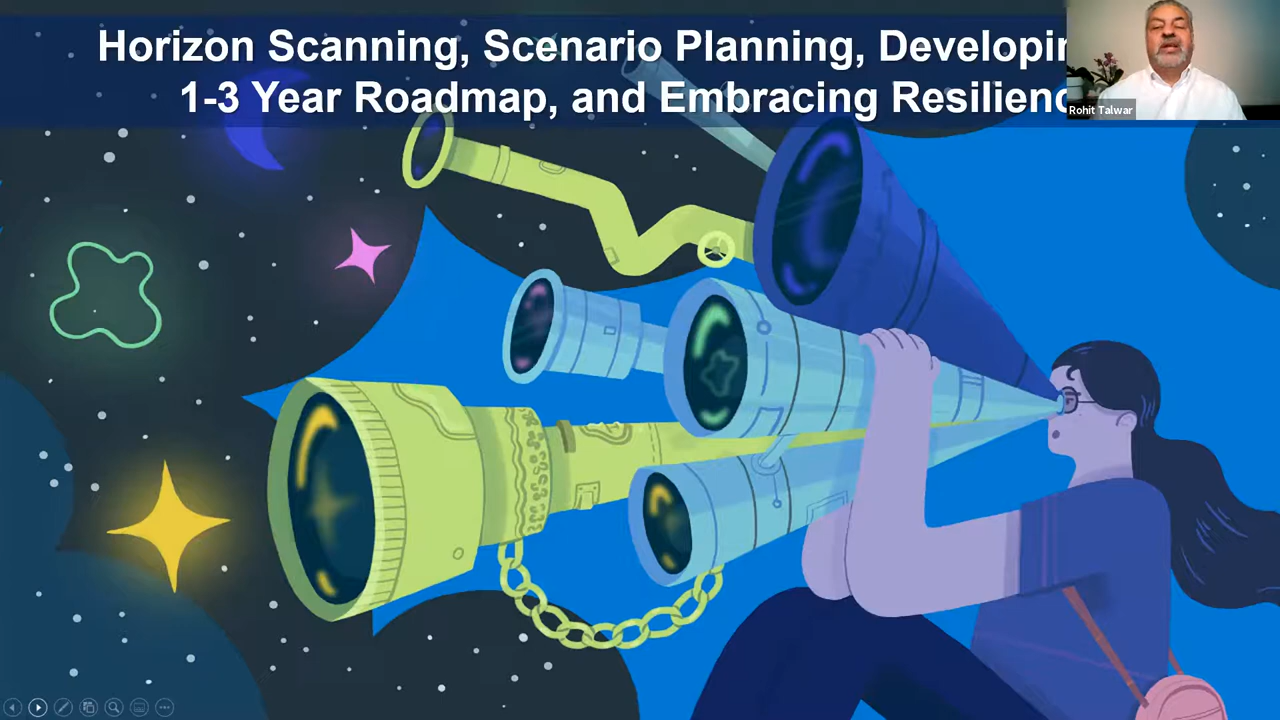 Horizon Scanning, Scenario Planning, Developin
1-3 Year Roadmap, and Embracing Resilienc
Rohit Talwar